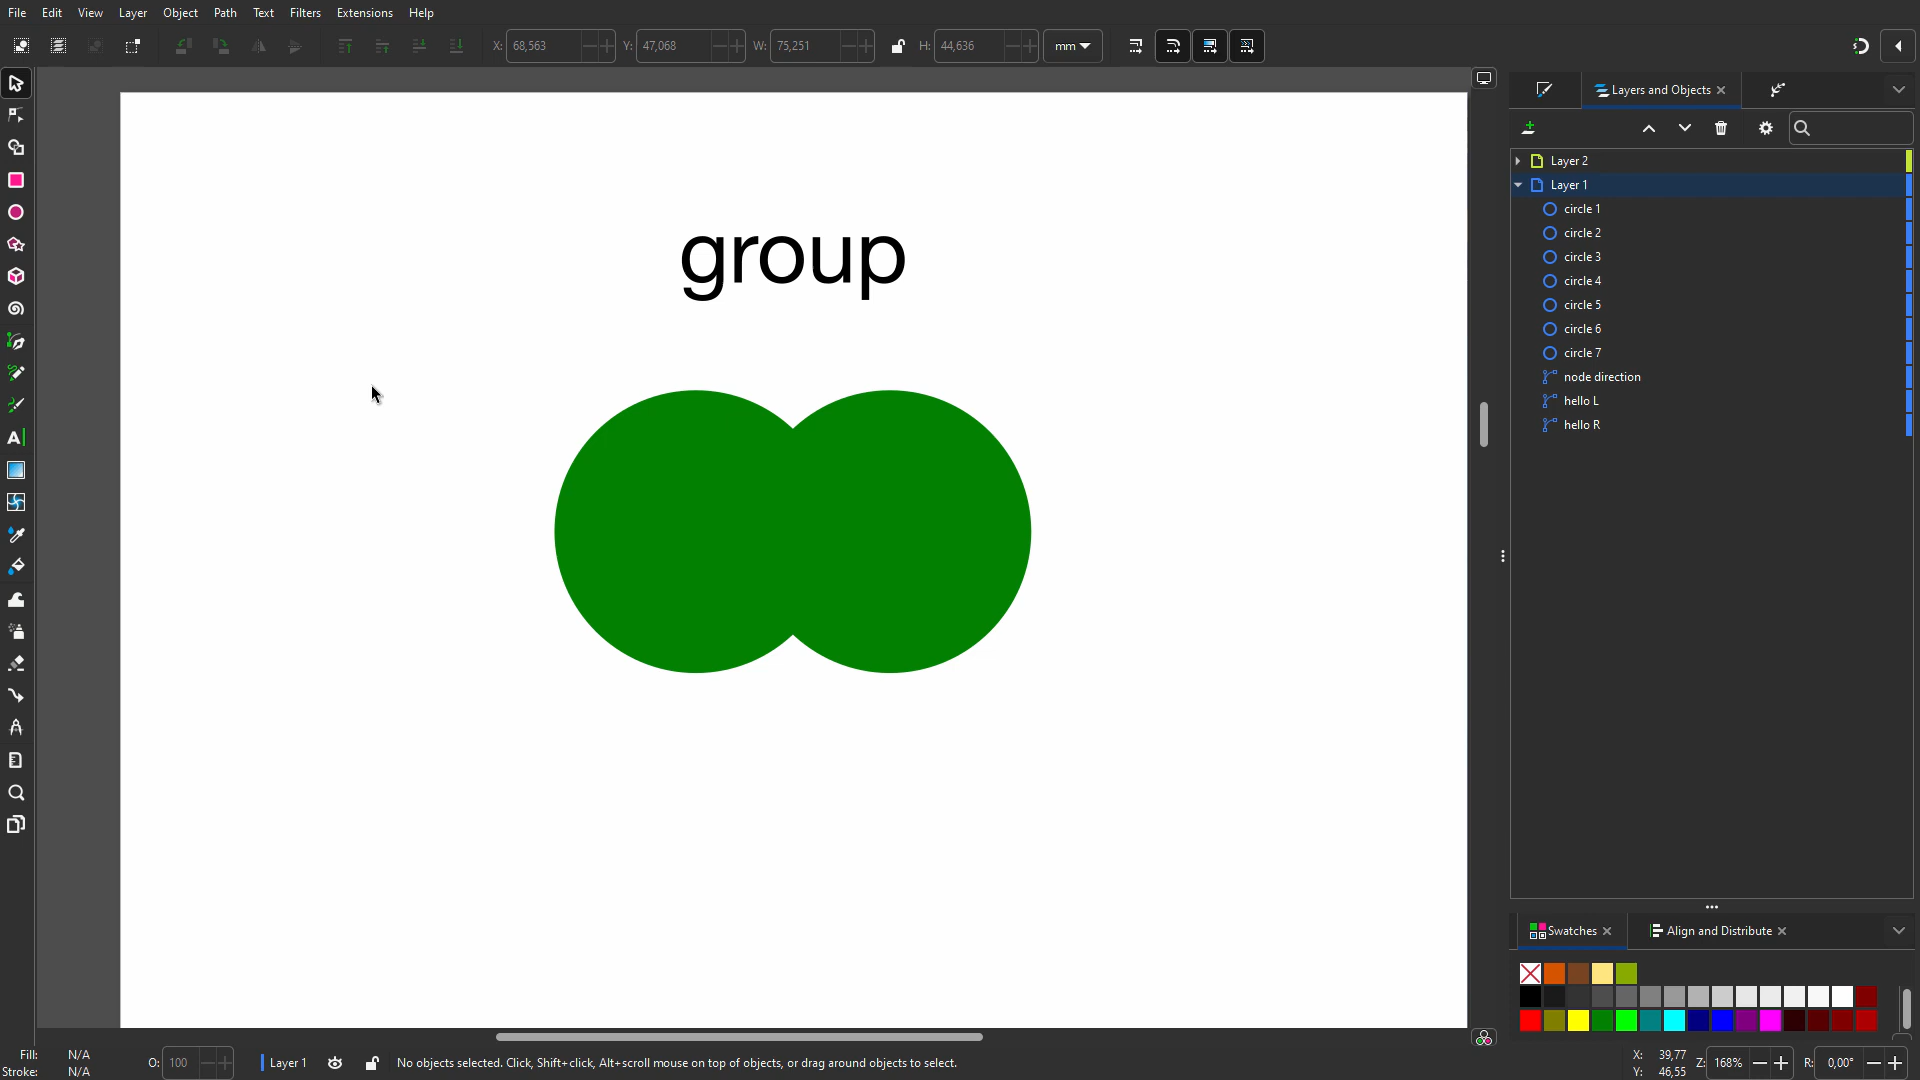 File Edit View Layer Object Path Text Filters Extensions Help
X: 68,563 Y: 47,068 W: 75,251 H: 44,636 mm
Layers and Objects
Layer 2
Layer 1
circle 1
circle 2
circle 3
circle 4
circle 5
circle 6
circle 7
node direction
hello L
hello R
group
Swatches Align and Distribute
Fill: N/A
Stroke: N/A
O: 100
Layer 1
No objects selected. Click, Shift+click, Alt+scroll mouse on top of objects, or drag around objects to select.
X: 39,77
Y: 46,55
Z: 168%
R: 0,00°